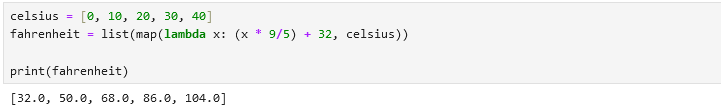 celsius = [0, 10, 20, 30, 40]
fahrenheit = list(map(lambda x: (x * 9/5) + 32, celsius))
print(fahrenheit)
[32.0, 50.0, 68.0, 86.0, 104.0]